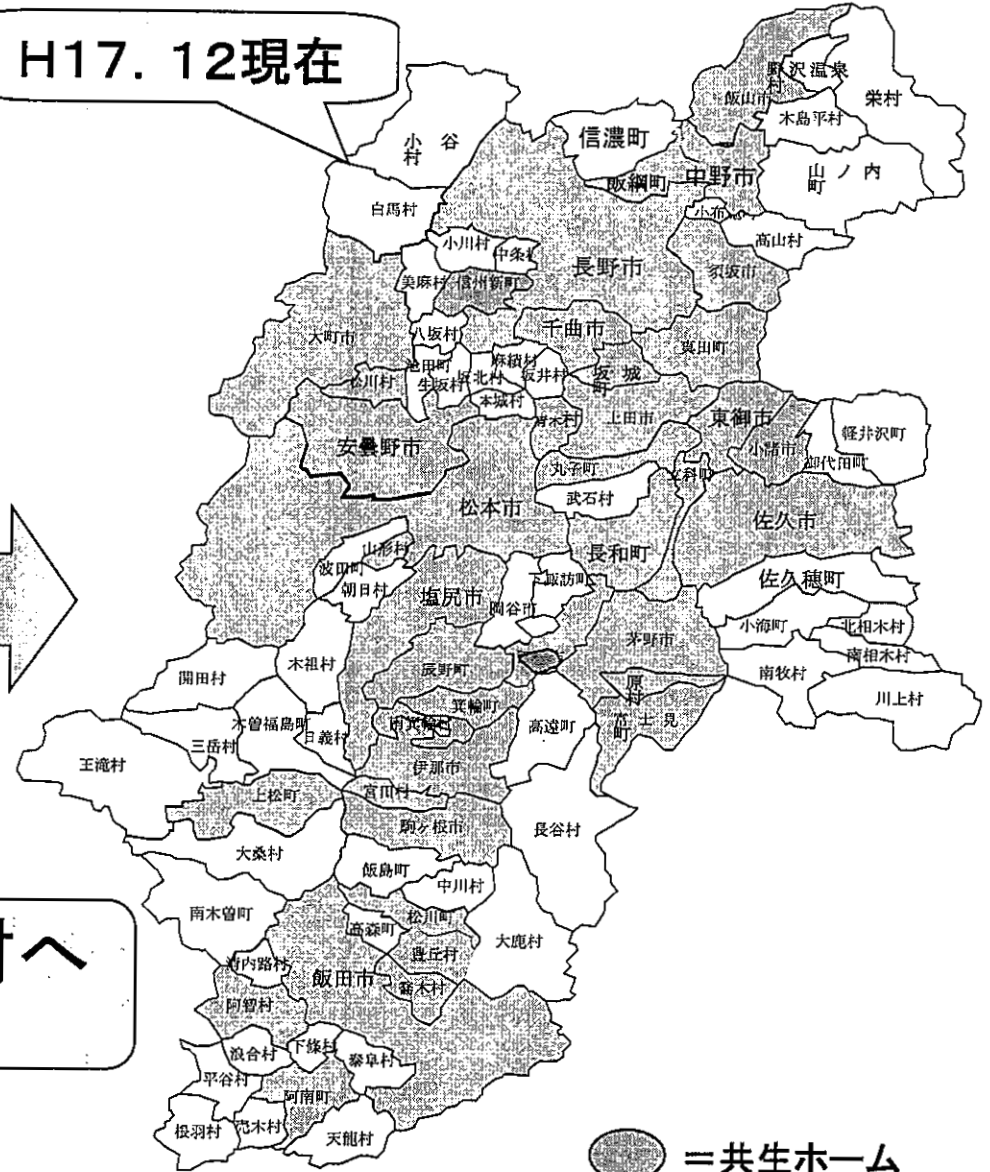 H17. 12現在
小谷村
野沢温泉村
飯山市
栄村
木島平村
信濃町
飯綱町
中野市
山ノ内町
白馬村
小布
高山村
小川村
中条村
長野市
須坂市
美麻村
信州新町
大町市
八坂村
千曲市
真田町
池田町
麻績村
坂井村
坂城町
松川村
生坂村
坂北村
本城村
青木村
上田市
東御市
小諸市
軽井沢町
御代田町
安曇野市
丸子町
立科町
武石村
松本市
佐久市
長和町
山形村
波田町
朝日村
塩尻市
岡谷市
下諏訪町
佐久穂町
小海町
北相木村
南相木村
茅野市
辰野町
原村
南牧村
川上村
開田村
木祖村
箕輪町
南箕輪村
高遠町
富士見町
木曽福島町
日義村
三岳村
王滝村
伊那市
上松町
宮田村
駒ヶ根市
長谷村
大桑村
飯島町
中川村
南木曽町
松川町
高森町
大鹿村
豊丘村
清内路村
飯田市
喬木村
阿智村
浪合村
下條村
泰阜村
平谷村
阿南町
根羽村
売木村
天龍村
村へ
=共生ホーム